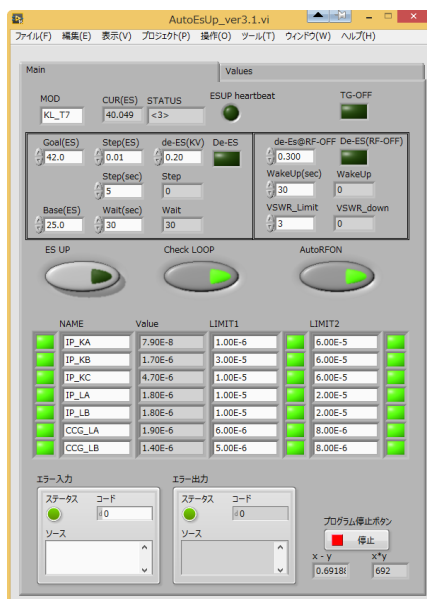 AutoEsUp_ver3.1.vi
ファイル(F) 編集(E) 表示(V) プロジェクト(P) 操作(O) ツール(T) ウィンドウ(W) ヘルプ(H)
Main Values
MOD CUR(ES) STATUS ESUP heartbeat TG-OFF
KL_T7 40.049 <3>
Goal(ES) Step(ES) de-ES(KV) De-ES de-Es@RF-OFF De-ES(RF-OFF)
42.0 0.01 0.20 0.300
Step(sec) Step WakeUp(sec) WakeUp
5 0 30 0
Base(ES) Wait(sec) Wait VSWR_Limit VSWR_down
25.0 30 30 3 0
ES UP Check LOOP AutoRFON
NAME Value LIMIT1 LIMIT2
IP_KA 7.90E-8 1.00E-6 6.00E-5
IP_KB 1.70E-6 3.00E-5 6.00E-5
IP_KC 4.70E-6 1.00E-5 6.00E-5
IP_LA 1.80E-6 1.00E-5 2.00E-5
IP_LB 1.80E-6 1.00E-5 2.00E-5
CCG_LA 1.90E-6 6.00E-6 8.00E-6
CCG_LB 1.40E-6 5.00E-6 8.00E-6
エラー入力 エラー出力
ステータス コード ステータス コード
0 0
ソース ソース
プログラム停止ボタン
停止
x - y x*y
0.6918 692